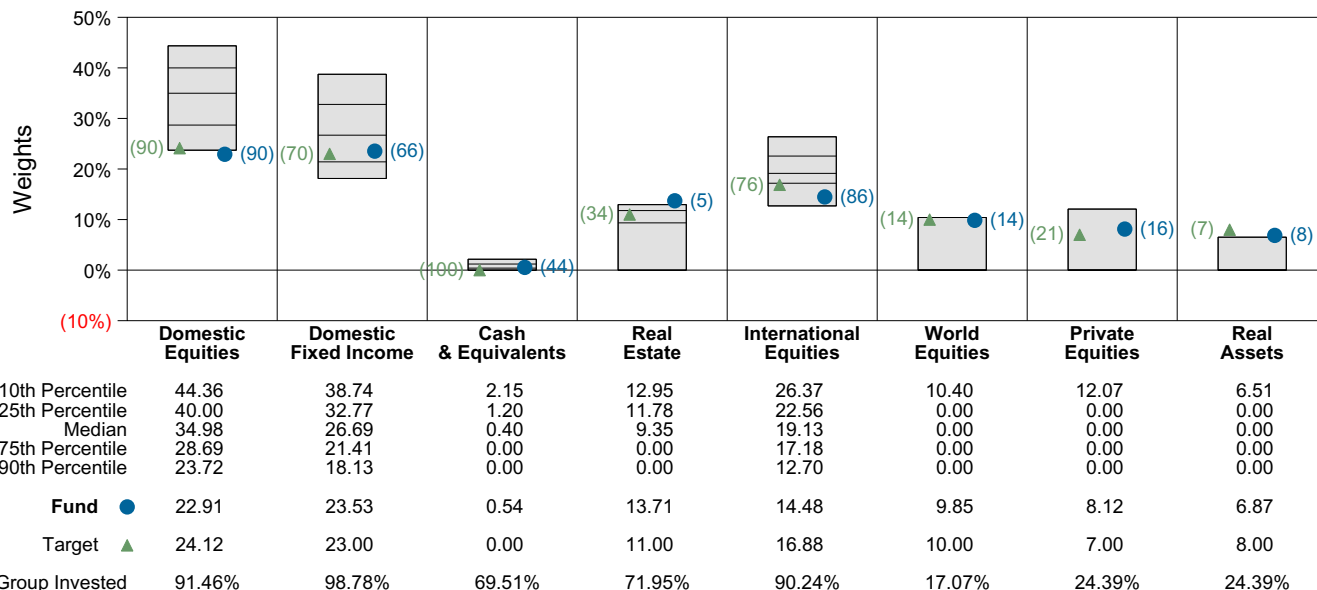 50%
40%
30%
20%
10%
0%
(10%)
Weights
(90) (90) (70) (66) (100) (44) (34) (5) (76) (86) (14) (14) (21) (16) (7) (8)
Domestic Equities Domestic Fixed Income Cash & Equivalents Real Estate International Equities World Equities Private Equities Real Assets
10th Percentile 44.36 38.74 2.15 12.95 26.37 10.40 12.07 6.51
25th Percentile 40.00 32.77 1.20 11.78 22.56 0.00 0.00 0.00
Median 34.98 26.69 0.40 9.35 19.13 0.00 0.00 0.00
75th Percentile 28.69 21.41 0.00 0.00 17.18 0.00 0.00 0.00
90th Percentile 23.72 18.13 0.00 0.00 12.70 0.00 0.00 0.00
Fund 22.91 23.53 0.54 13.71 14.48 9.85 8.12 6.87
Target 24.12 23.00 0.00 11.00 16.88 10.00 7.00 8.00
Group Invested 91.46% 98.78% 69.51% 71.95% 90.24% 17.07% 24.39% 24.39%